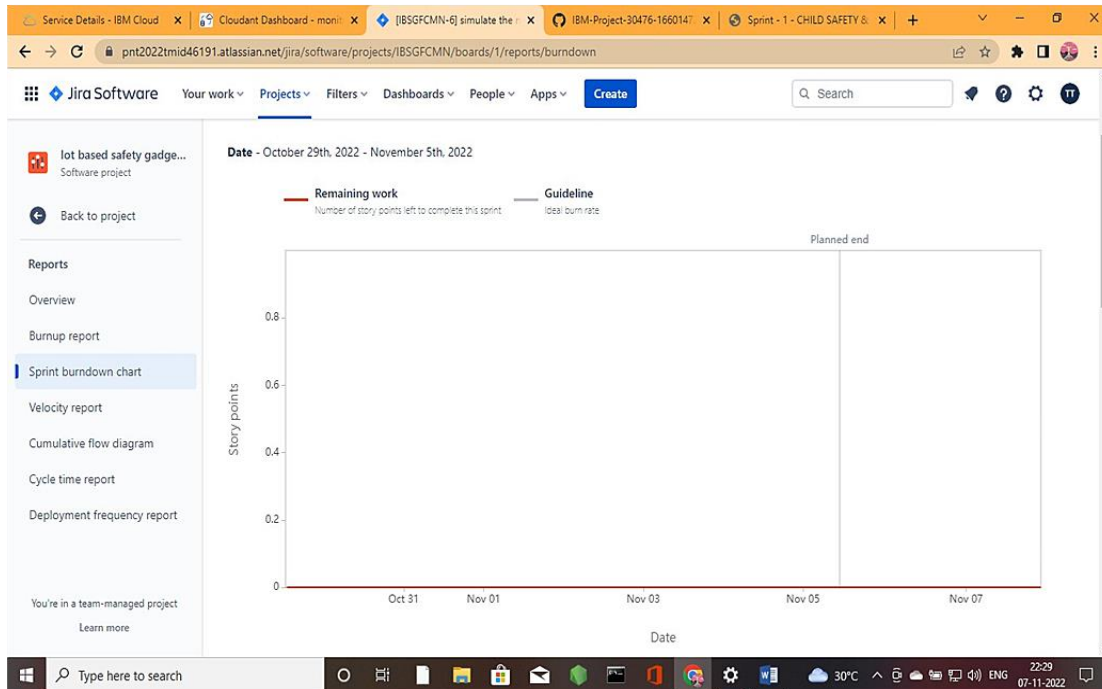 Service Details - IBM Cloud
Cloudant Dashboard - monit
[IBSGFCMN-6] simulate the r
IBM-Project-30476-1660147
Sprint - 1 - CHILD SAFETY &
pnt2022tmid46191.atlassian.net/jira/software/projects/IBSGFCMN/boards/1/reports/burndown
Jira Software Your work Projects Filters Dashboards People Apps Create Search TT
Iot based safety gadge...
Software project
Back to project
Reports
Overview
Burnup report
Sprint burndown chart
Velocity report
Cumulative flow diagram
Cycle time report
Deployment frequency report
You're in a team-managed project
Learn more
Date - October 29th, 2022 - November 5th, 2022
Remaining work
Number of story points left to complete this sprint
Guideline
Ideal burn rate
Planned end
0.8
0.6
0.4
0.2
0
Story points
Oct 31 Nov 01 Nov 03 Nov 05 Nov 07
Date
Type here to search
30°C ENG
22:29
07-11-2022